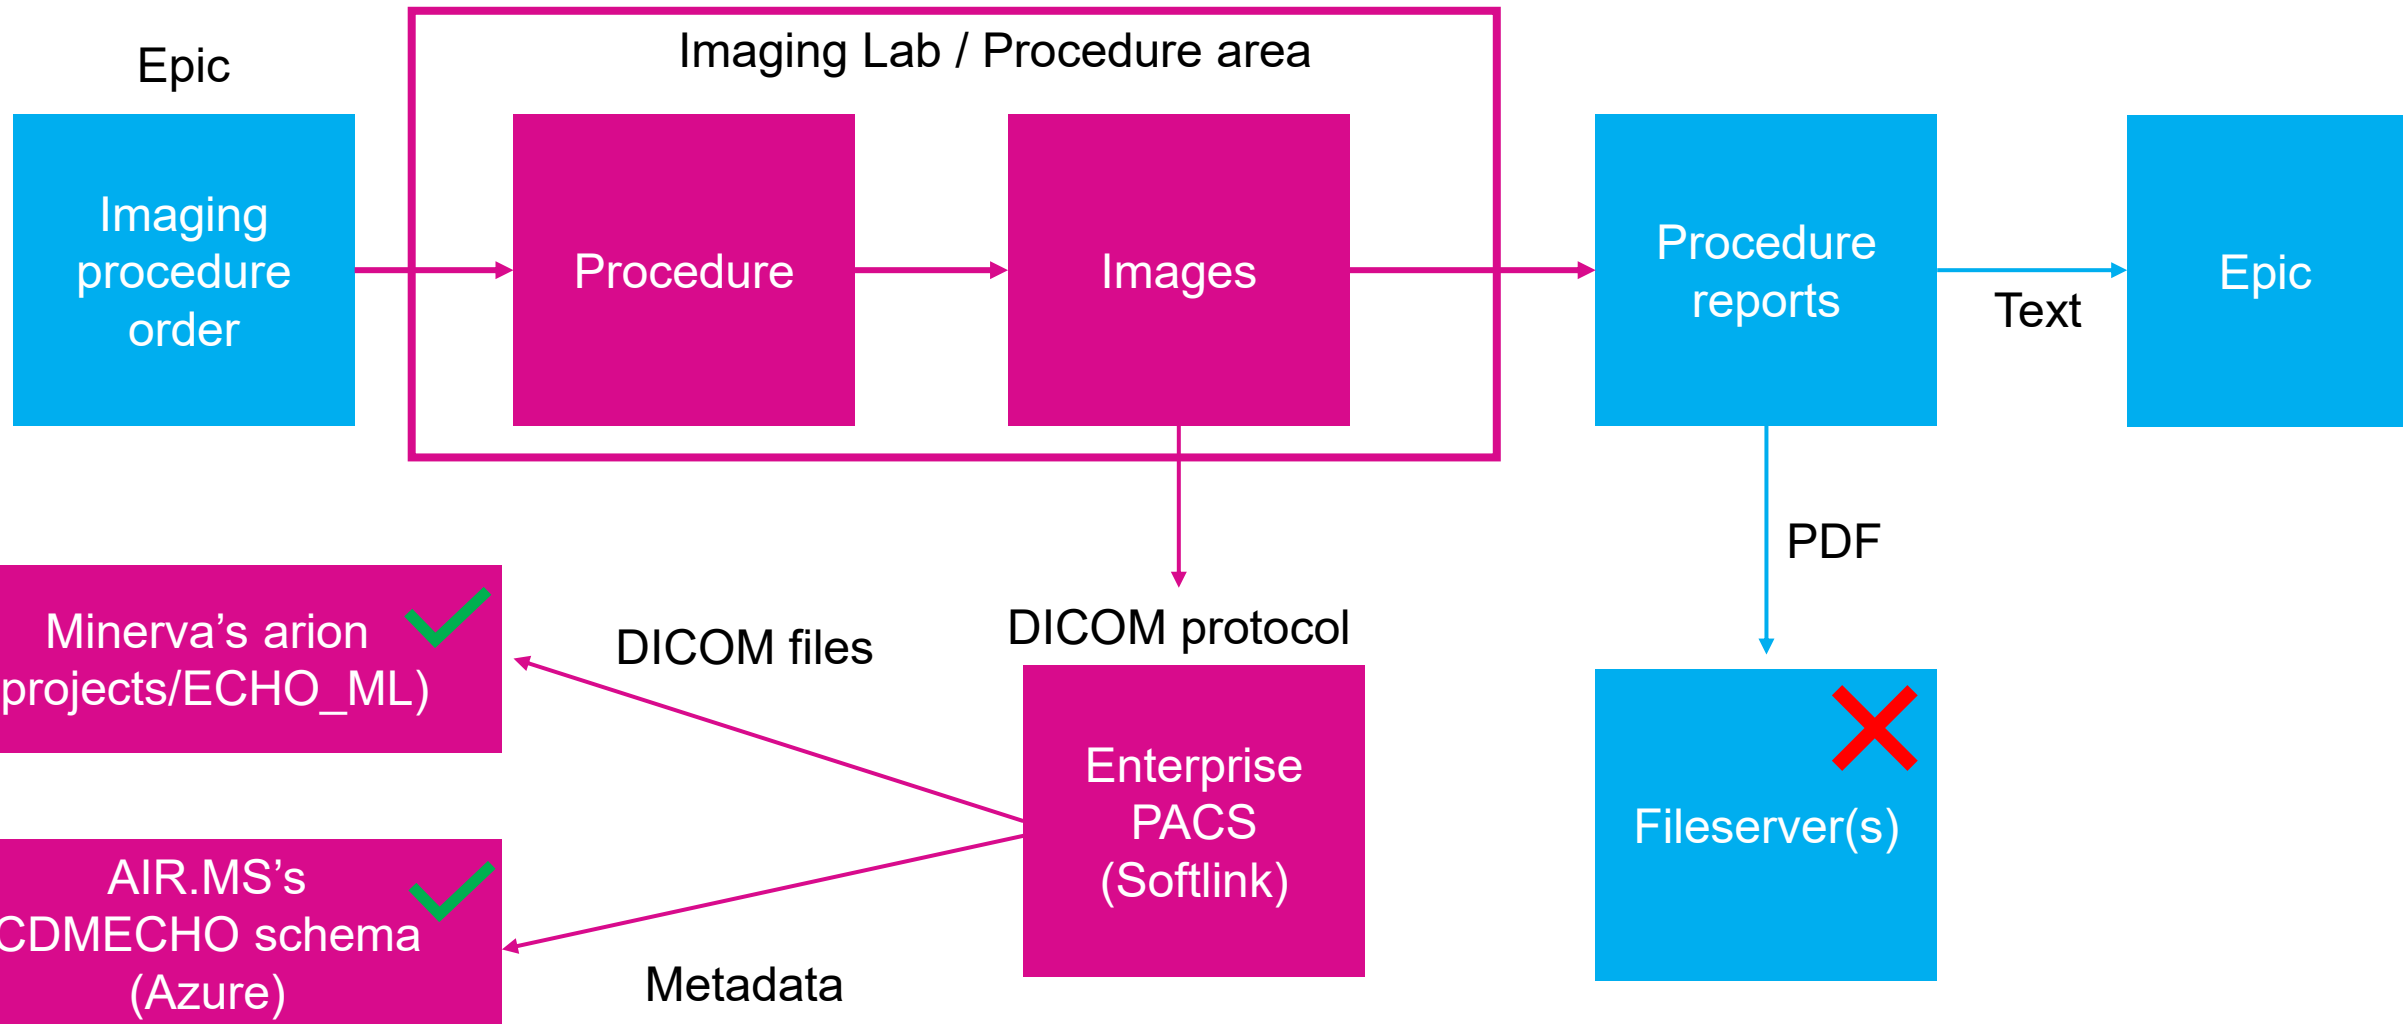 Epic
Imaging Lab / Procedure area
Imaging
procedure
order
Procedure
Images
Procedure
reports
Text
Epic
PDF
Minerva’s arion
projects/ECHO_ML)
DICOM files
DICOM protocol
Enterprise
PACS
(Softlink)
Fileserver(s)
AIR.MS’s
CDMECHO schema
(Azure)
Metadata